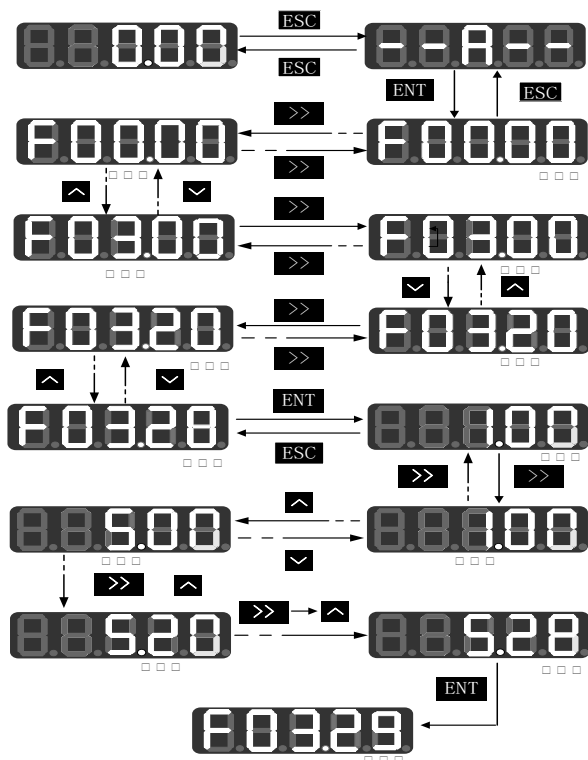 ESC
0.00
--A--
ESC
ENT
ESC
>>
F00.00
F00.00
>>
>>
F03.00
F03.00
>>
>>
F03.20
F03.20
>>
ENT
F03.28
1.00
ESC
>>
>>
5.00
1.00
>>
>>
5.20
5.28
ENT
F03.29